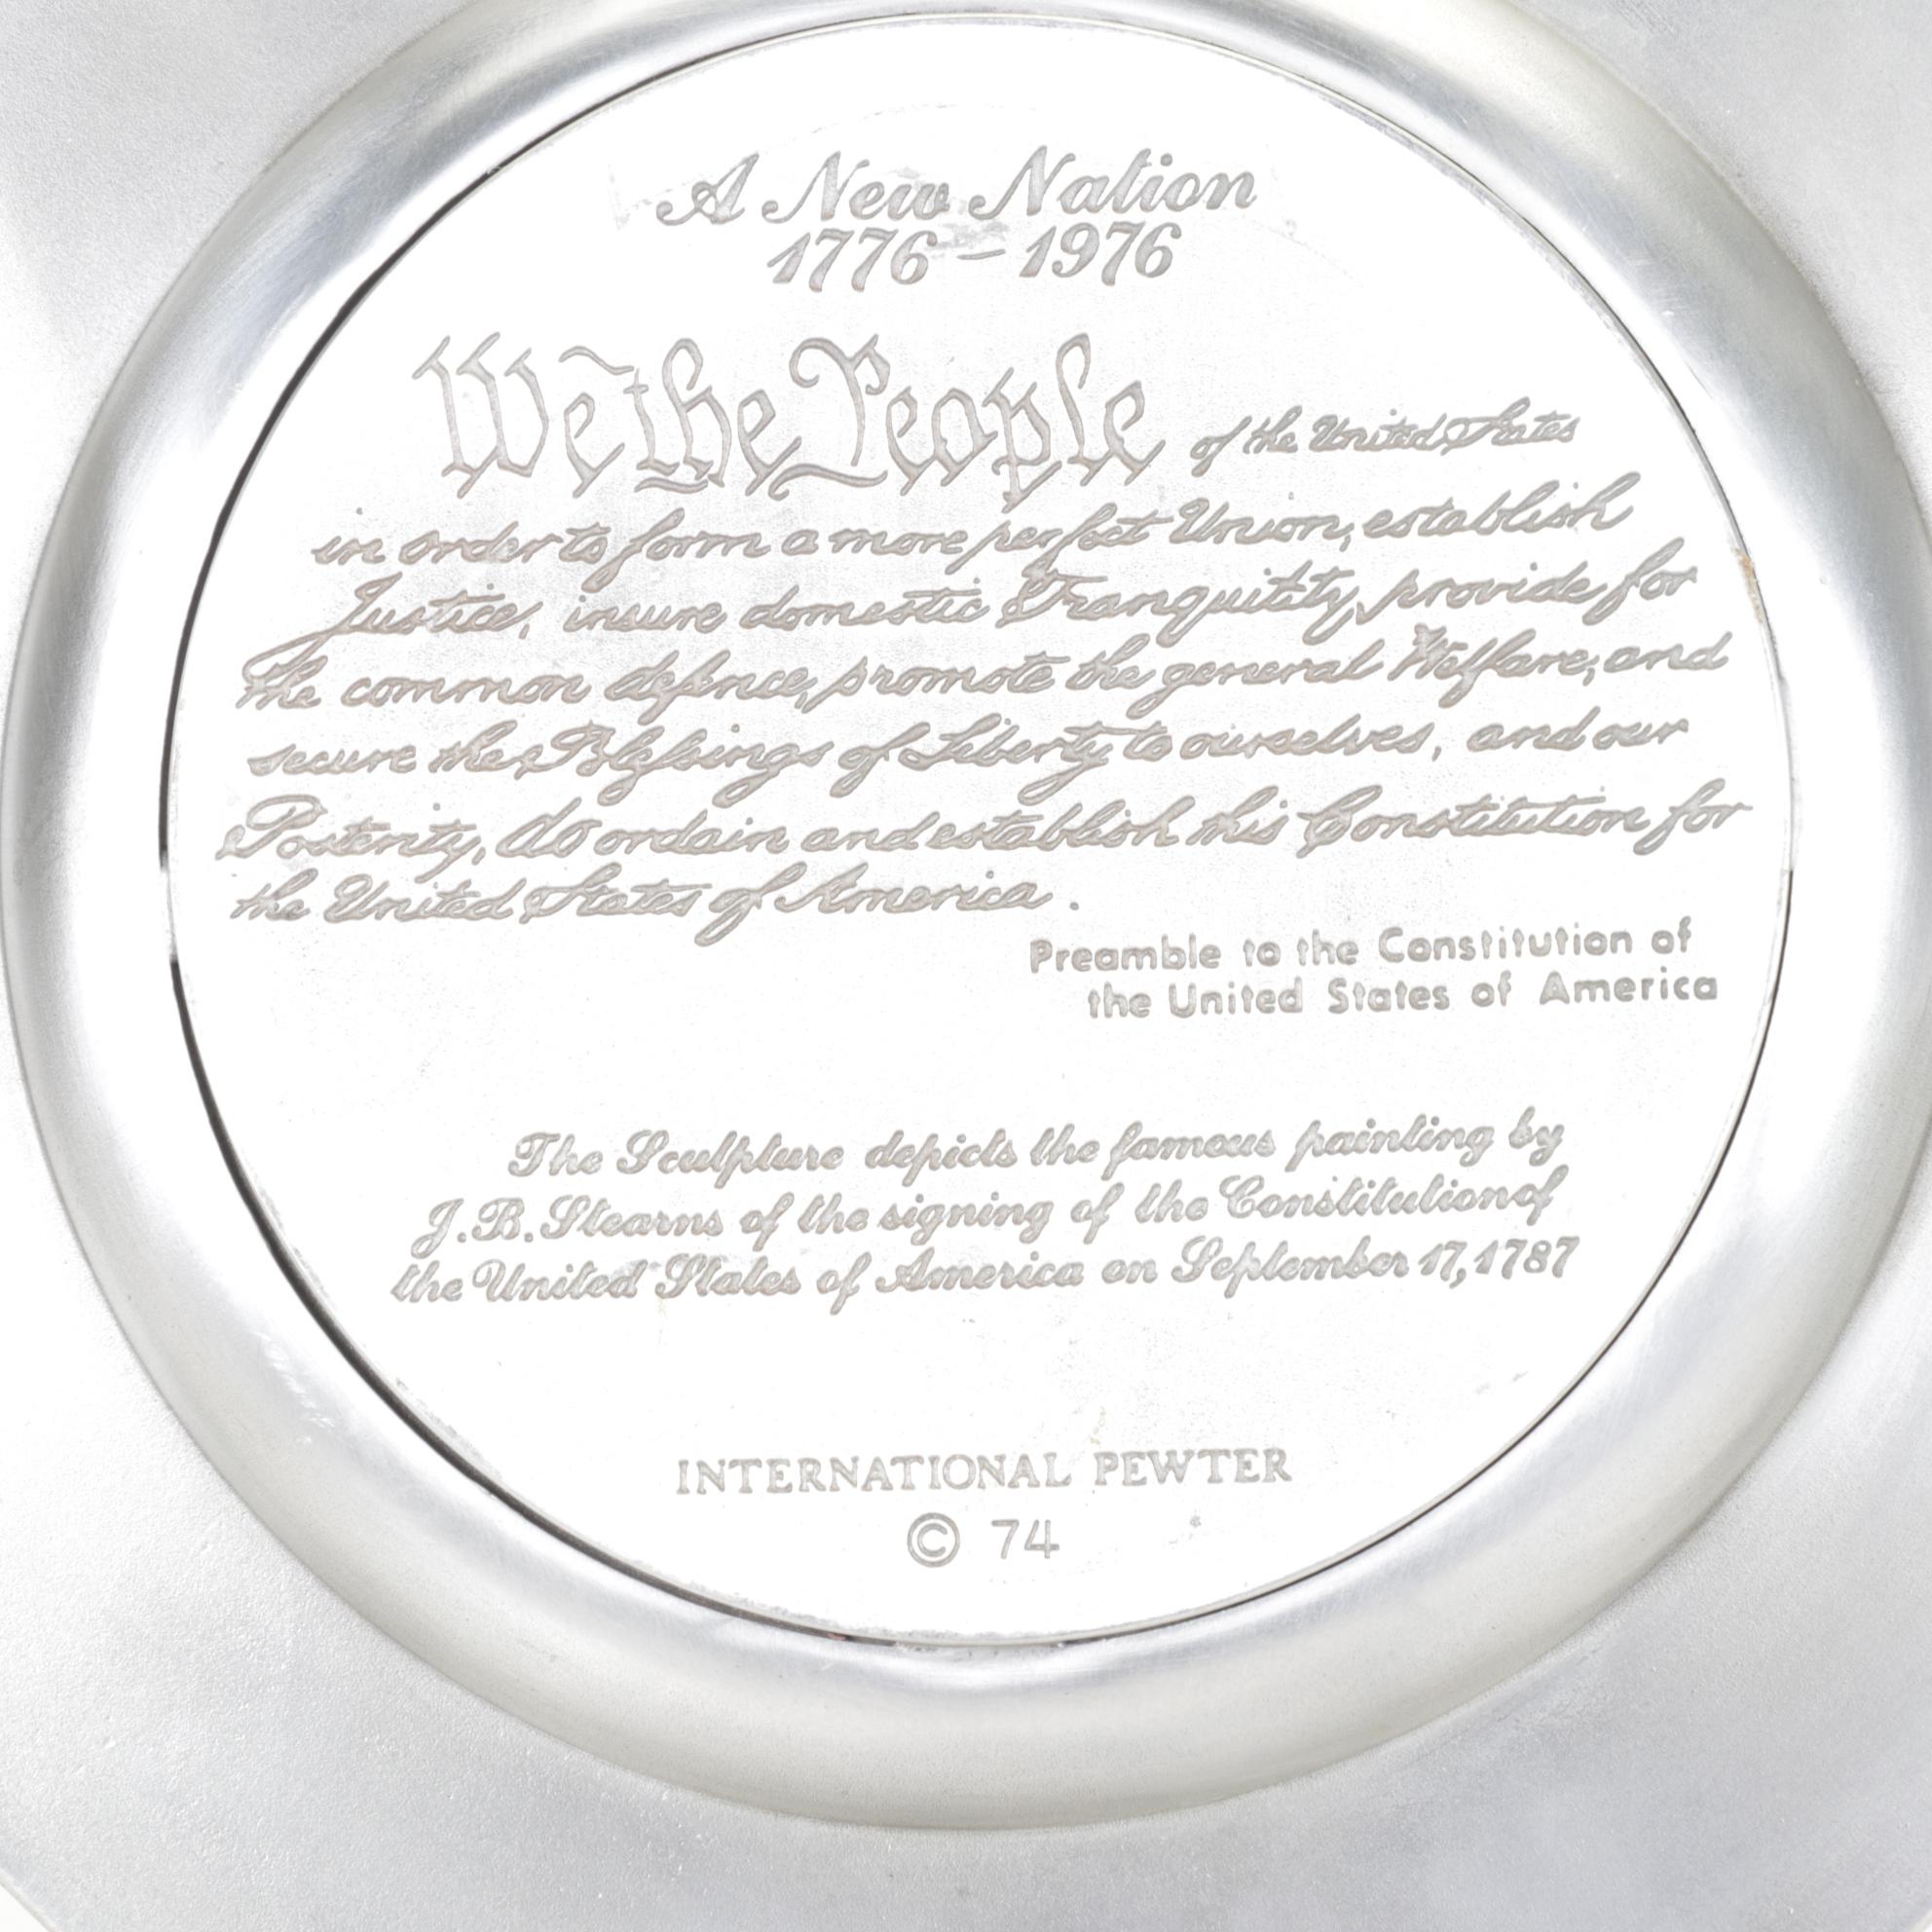 A New Nation
1776 – 1976
We the People of the United States
in order to form a more perfect Union, establish
Justice, insure domestic Tranquility, provide for
the common defence, promote the general Welfare, and
secure the Bleſsings of Liberty to ourselves, and our
Posterity, do ordain and establish this Constitution for
the United States of America.
Preamble to the Constitution of
the United States of America
The Sculpture depicts the famous painting by
J.B. Stearns of the signing of the Constitution of
the United States of America on September 17, 1787
INTERNATIONAL PEWTER
© 74